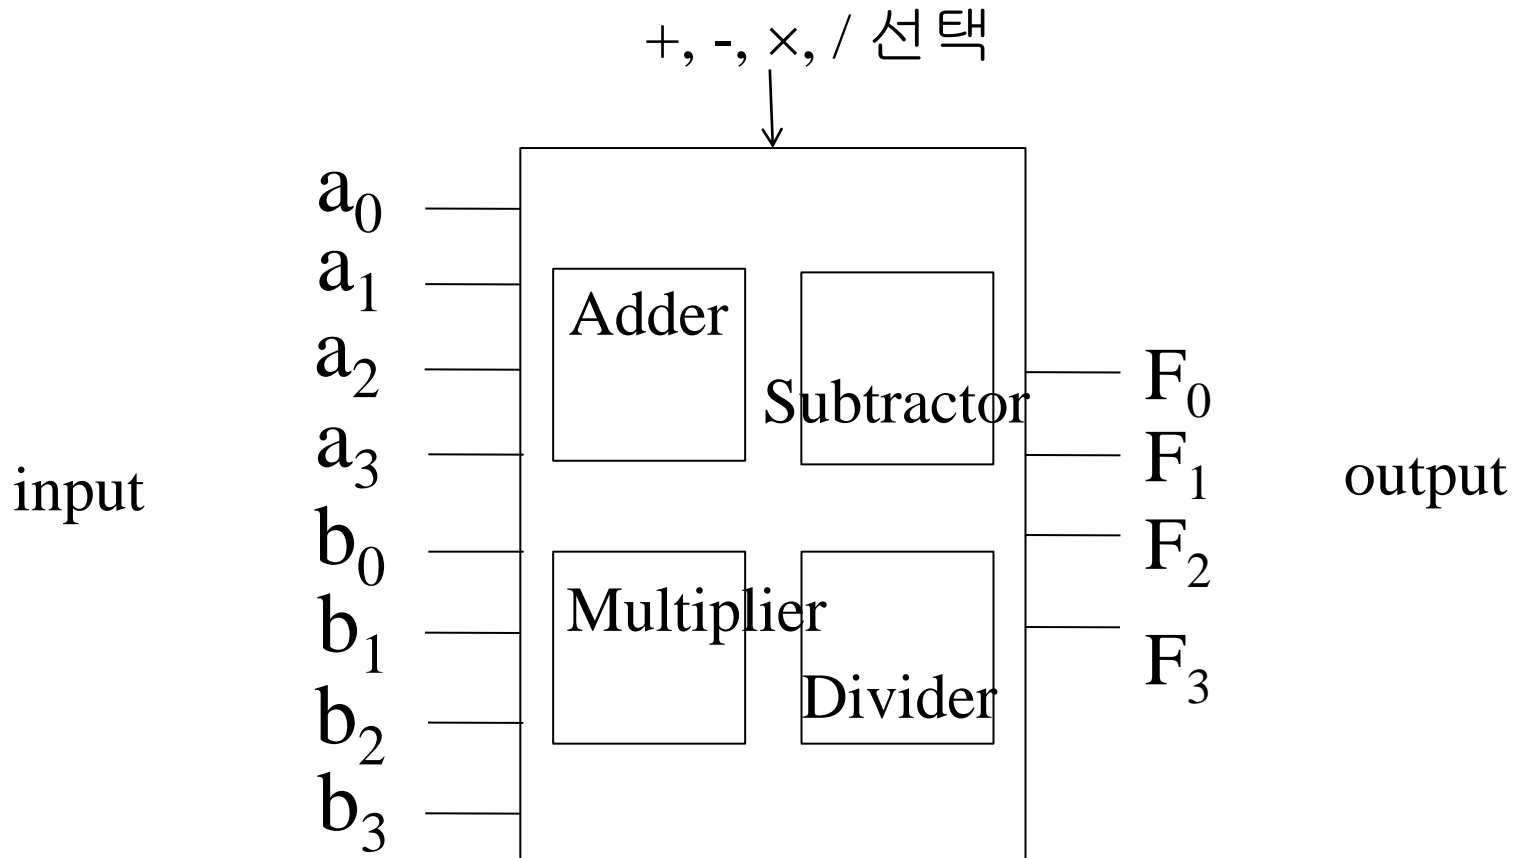 +, -, ×, / 선택
a₀
a₁
a₂
a₃
b₀
b₁
b₂
b₃
input
Adder
Subtractor
Multiplier
Divider
F₀
F₁
F₂
F₃
output